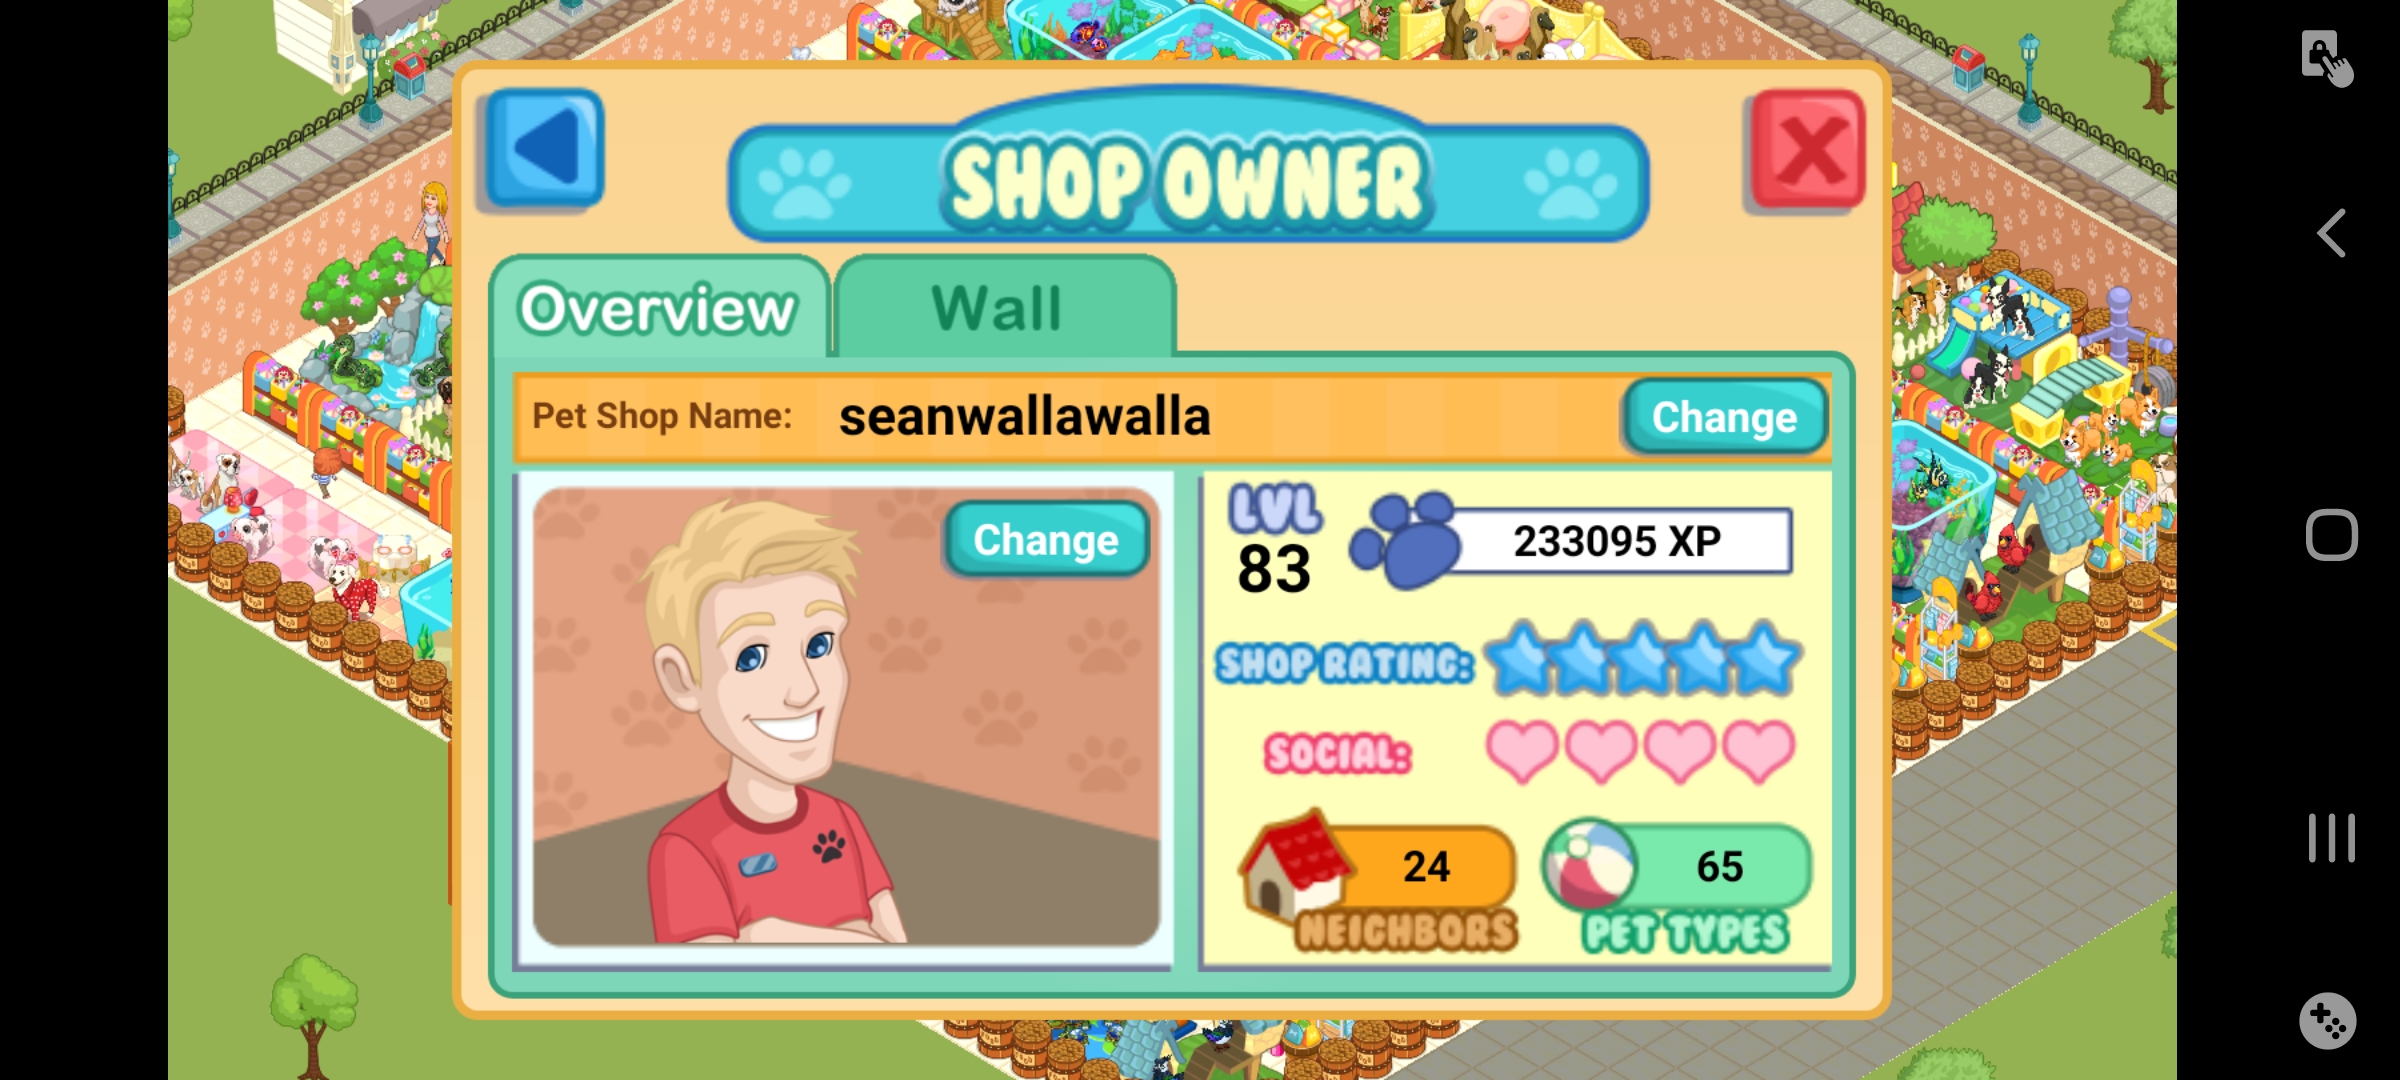 SHOP OWNER
Overview
Wall
Pet Shop Name: seanwallawalla
Change
Change
LVL
83
233095 XP
SHOP RATING:
SOCIAL:
24
NEIGHBORS
65
PET TYPES